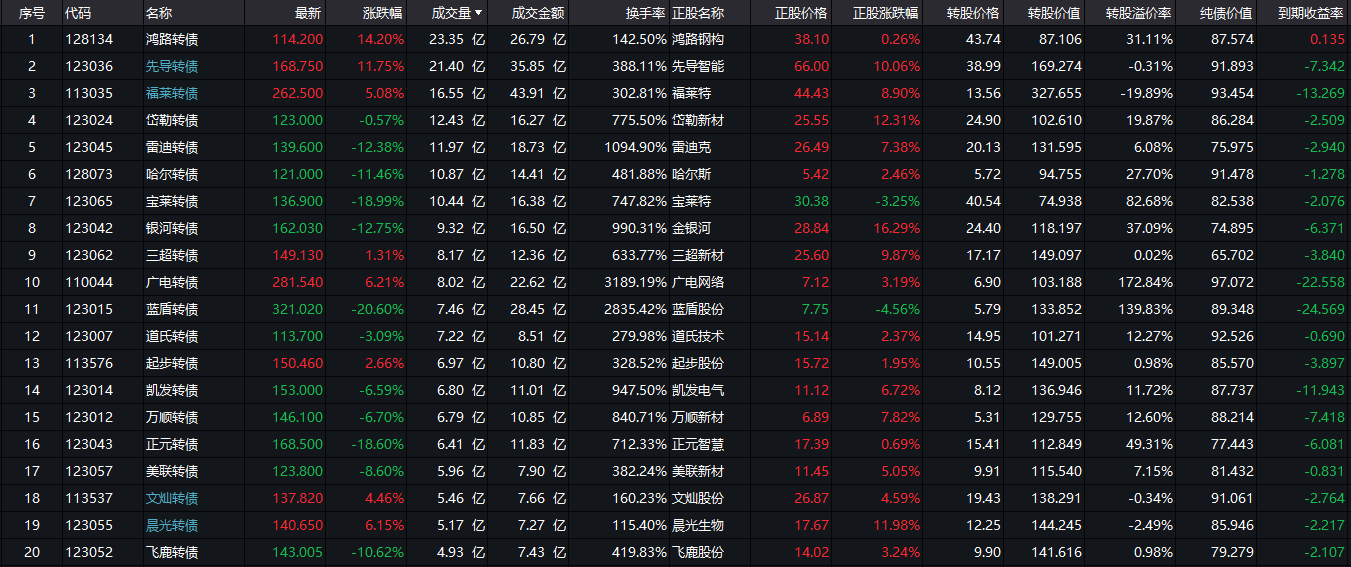 序号 代码 名称 最新 涨跌幅 成交量 成交金额 换手率 正股名称 正股价格 正股涨跌幅 转股价格 转股价值 转股溢价率 纯债价值 到期收益率
1 128134 鸿路转债 114.200 14.20% 23.35 亿 26.79 亿 142.50% 鸿路钢构 38.10 0.26% 43.74 87.106 31.11% 87.574 0.135
2 123036 先导转债 168.750 11.75% 21.40 亿 35.85 亿 388.11% 先导智能 66.00 10.06% 38.99 169.274 -0.31% 91.893 -7.342
3 113035 福莱转债 262.500 5.08% 16.55 亿 43.91 亿 302.81% 福莱特 44.43 8.90% 13.56 327.655 -19.89% 93.454 -13.269
4 123024 岱勒转债 123.000 -0.57% 12.43 亿 16.27 亿 775.50% 岱勒新材 25.55 12.31% 24.90 102.610 19.87% 86.284 -2.509
5 123045 雷迪转债 139.600 -12.38% 11.97 亿 18.73 亿 1094.90% 雷迪克 26.49 7.38% 20.13 131.595 6.08% 75.975 -2.940
6 128073 哈尔转债 121.000 -11.46% 10.87 亿 14.41 亿 481.88% 哈尔斯 5.42 2.46% 5.72 94.755 27.70% 91.478 -1.278
7 123065 宝莱转债 136.900 -18.99% 10.44 亿 16.38 亿 747.82% 宝莱特 30.38 -3.25% 40.54 74.938 82.68% 82.538 -2.076
8 123042 银河转债 162.030 -12.75% 9.32 亿 16.50 亿 990.31% 金银河 28.84 16.29% 24.40 118.197 37.09% 74.895 -6.371
9 123062 三超转债 149.130 1.31% 8.17 亿 12.36 亿 633.77% 三超新材 25.60 9.87% 17.17 149.097 0.02% 65.702 -3.840
10 110044 广电转债 281.540 6.21% 8.02 亿 22.62 亿 3189.19% 广电网络 7.12 3.19% 6.90 103.188 172.84% 97.072 -22.558
11 123015 蓝盾转债 321.020 -20.60% 7.46 亿 28.45 亿 2835.42% 蓝盾股份 7.75 -4.56% 5.79 133.852 139.83% 89.348 -24.569
12 123007 道氏转债 113.700 -3.09% 7.22 亿 8.51 亿 279.98% 道氏技术 15.14 2.37% 14.95 101.271 12.27% 92.526 -0.690
13 113576 起步转债 150.460 2.66% 6.97 亿 10.80 亿 328.52% 起步股份 15.72 1.95% 10.55 149.005 0.98% 85.570 -3.897
14 123014 凯发转债 153.000 -6.59% 6.80 亿 11.01 亿 947.50% 凯发电气 11.12 6.72% 8.12 136.946 11.72% 87.737 -11.943
15 123012 万顺转债 146.100 -6.70% 6.79 亿 10.85 亿 840.71% 万顺新材 6.89 7.82% 5.31 129.755 12.60% 88.214 -7.418
16 123043 正元转债 168.500 -18.60% 6.41 亿 11.83 亿 712.33% 正元智慧 17.39 0.69% 15.41 112.849 49.31% 77.443 -6.081
17 123057 美联转债 123.800 -8.60% 5.96 亿 7.90 亿 382.24% 美联新材 11.45 5.05% 9.91 115.540 7.15% 81.432 -0.831
18 113537 文灿转债 137.820 4.46% 5.46 亿 7.66 亿 160.23% 文灿股份 26.87 4.59% 19.43 138.291 -0.34% 91.061 -2.764
19 123055 晨光转债 140.650 6.15% 5.17 亿 7.27 亿 115.40% 晨光生物 17.67 11.98% 12.25 144.245 -2.49% 85.946 -2.217
20 123052 飞鹿转债 143.005 -10.62% 4.93 亿 7.43 亿 419.83% 飞鹿股份 14.02 3.24% 9.90 141.616 0.98% 79.279 -2.107